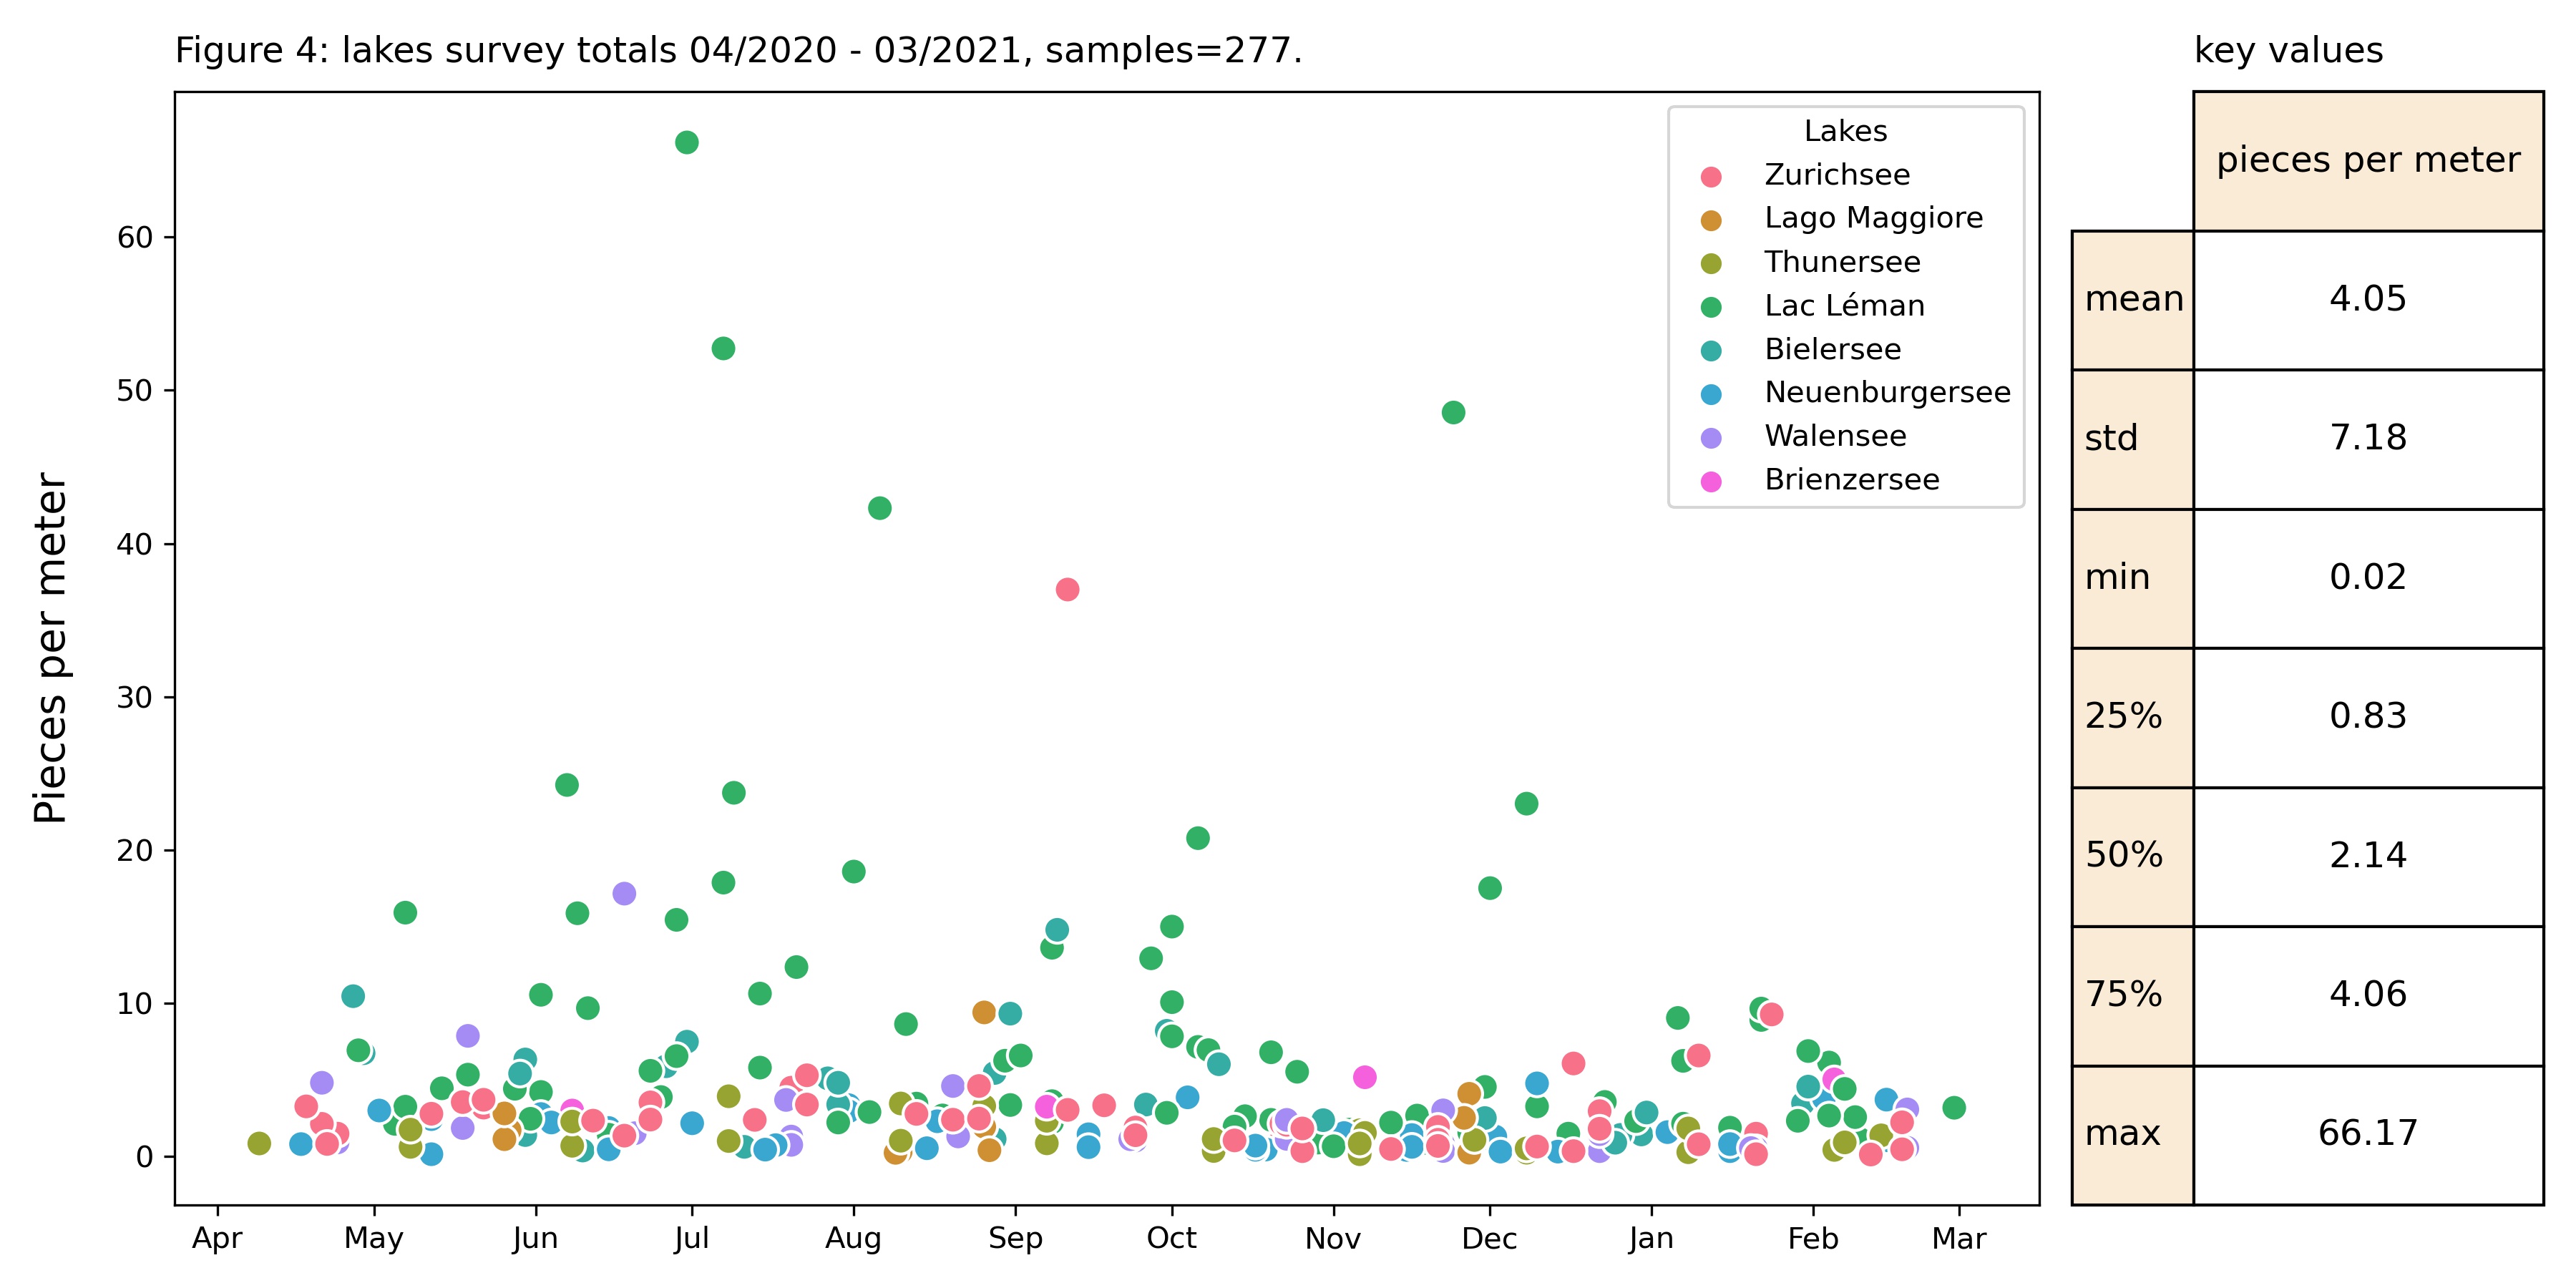 Figure 4: lakes survey totals 04/2020 - 03/2021, samples=277.
Pieces per meter
60
50
40
30
20
10
0
Apr May Jun Jul Aug Sep Oct Nov Dec Jan Feb Mar
Lakes
Zurichsee
Lago Maggiore
Thunersee
Lac Léman
Bielersee
Neuenburgersee
Walensee
Brienzersee
key values
pieces per meter
mean 4.05
std 7.18
min 0.02
25% 0.83
50% 2.14
75% 4.06
max 66.17